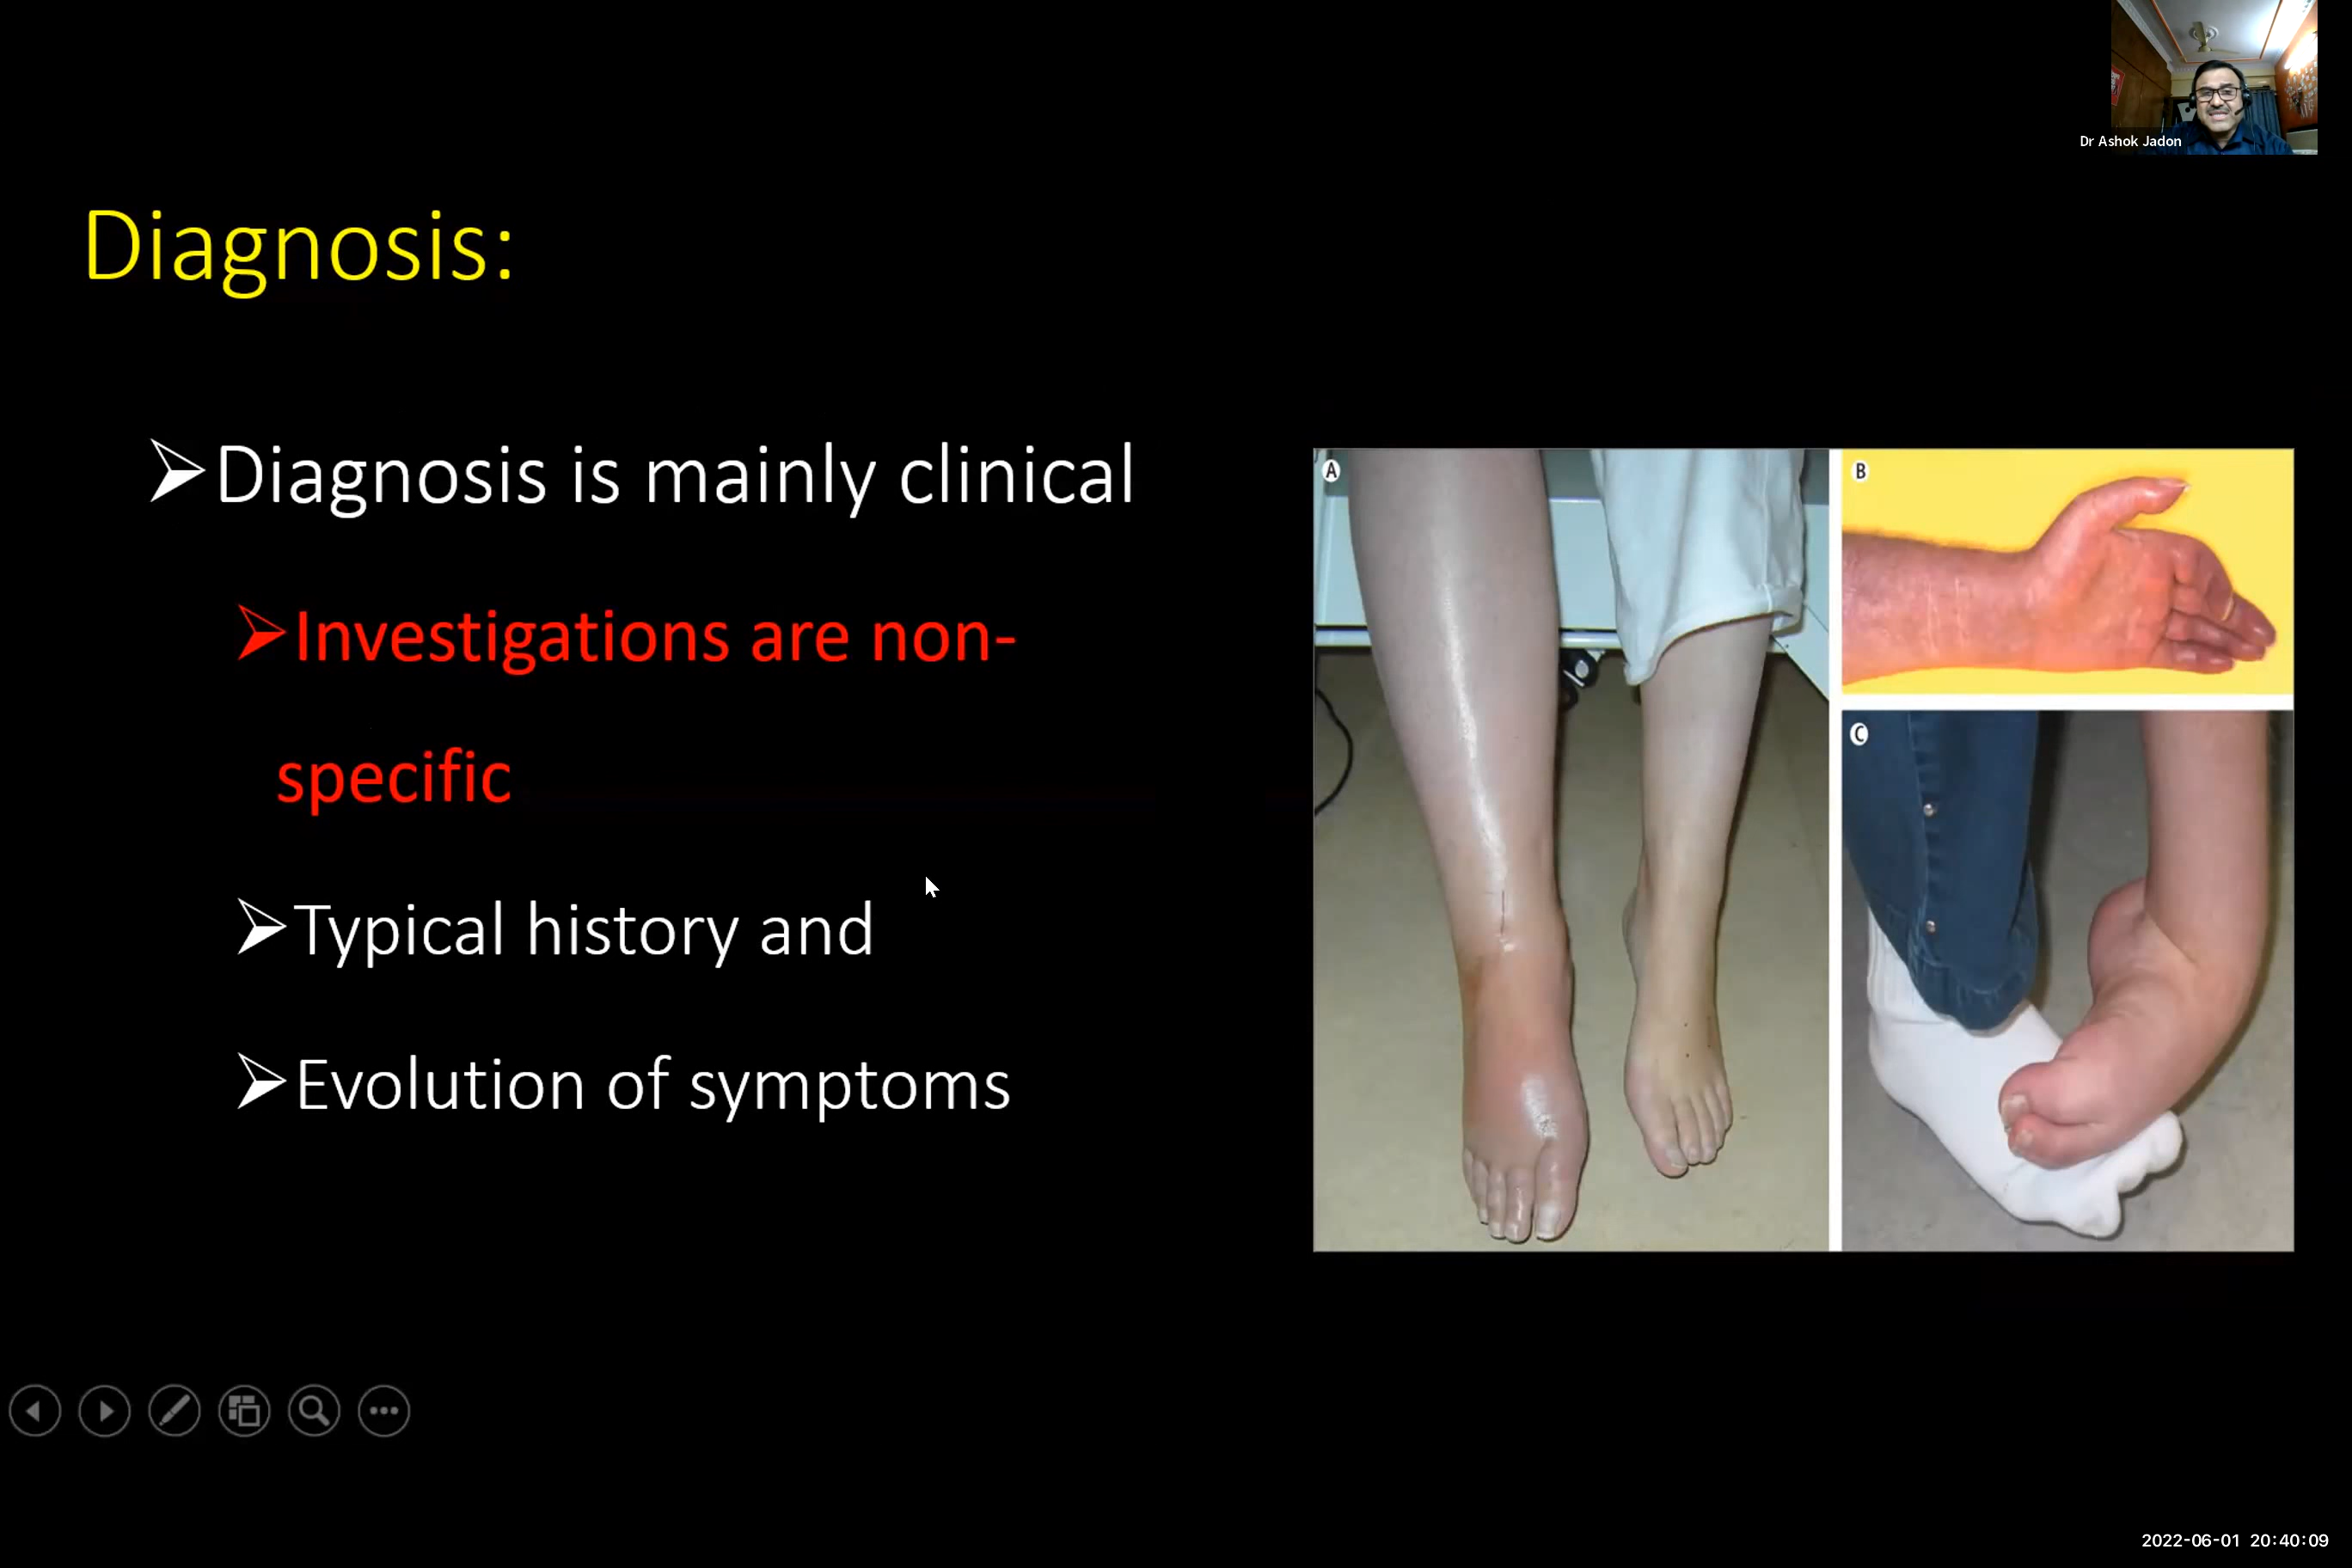 Dr Ashok Jadon
Diagnosis:
Diagnosis is mainly clinical
Investigations are non-
specific
Typical history and
Evolution of symptoms
A
B
C
2022-06-01 20:40:09